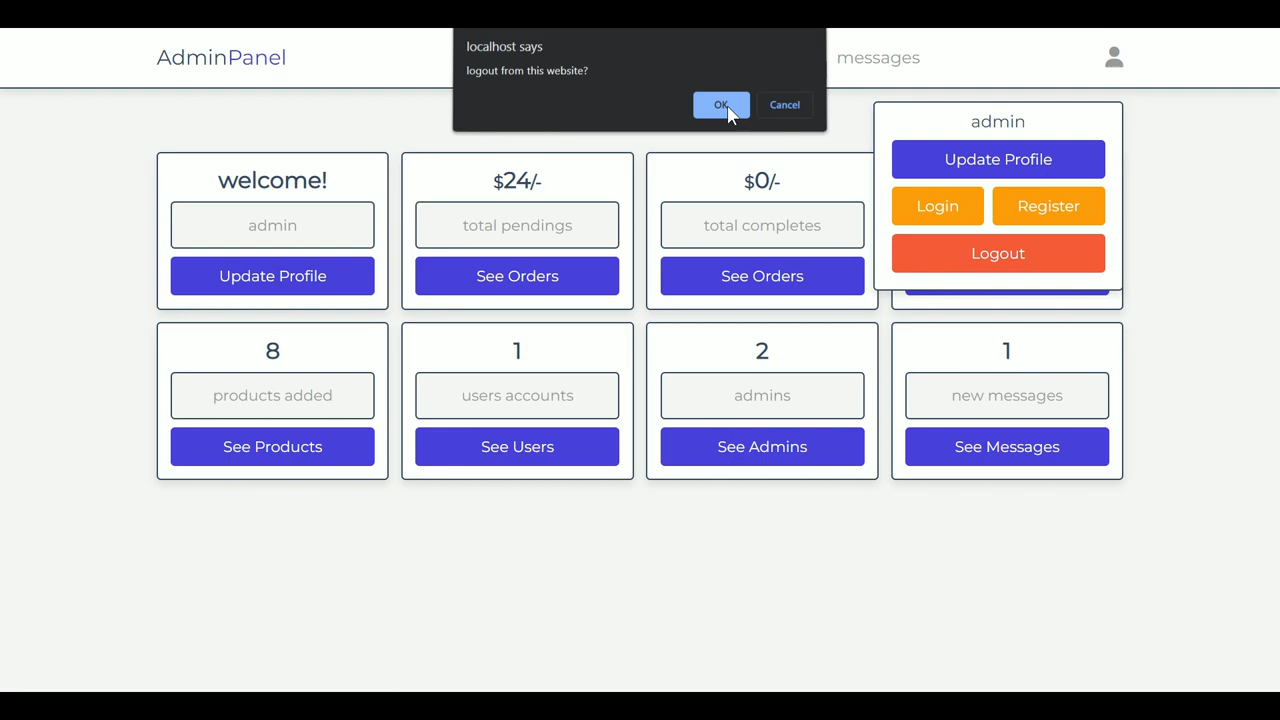 AdminPanel
localhost says
logout from this website?
OK
Cancel
messages
admin
Update Profile
Login
Register
Logout
welcome!
admin
Update Profile
$24/-
total pendings
See Orders
$0/-
total completes
See Orders
8
products added
See Products
1
users accounts
See Users
2
admins
See Admins
1
new messages
See Messages